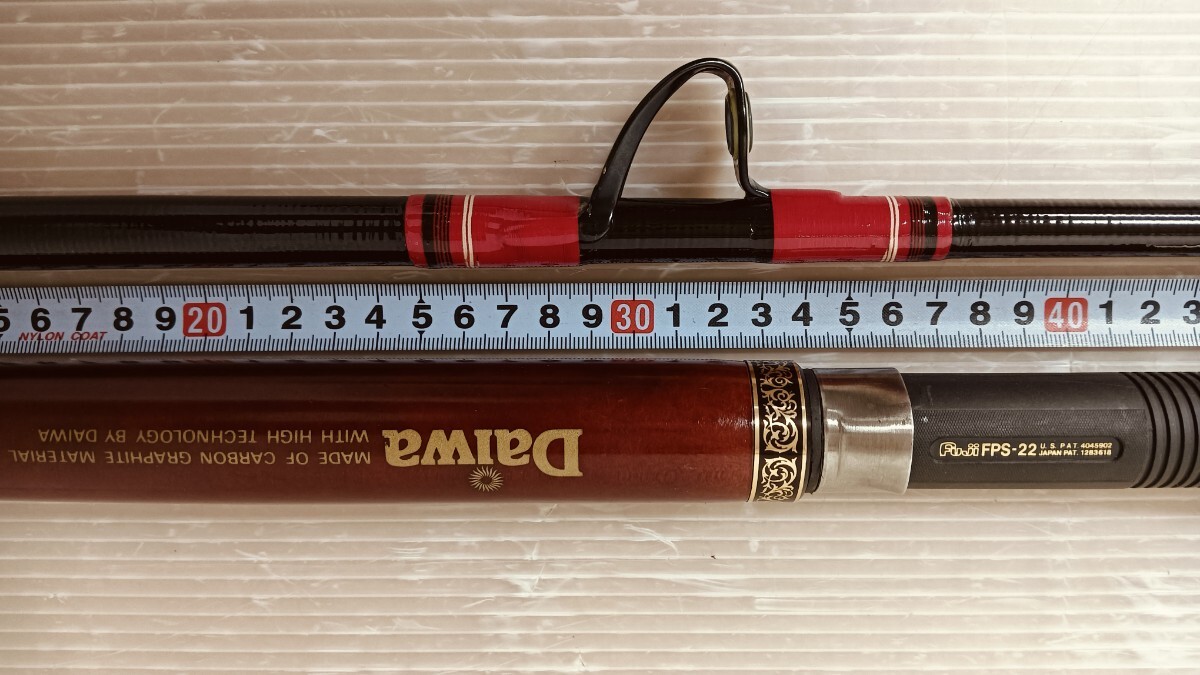 5 6 7 8 9 20 1 2 3 4 5 6 7 8 9 30 1 2 3 4 5 6 7 8 9 40 1 2 3
NYLON COAT
Daiwa
MADE OF CARBON GRAPHITE MATERIAL
WITH HIGH TECHNOLOGY BY DAIWA
Fuji FPS-22 U.S. PAT. 4045902
JAPAN PAT. 1283618